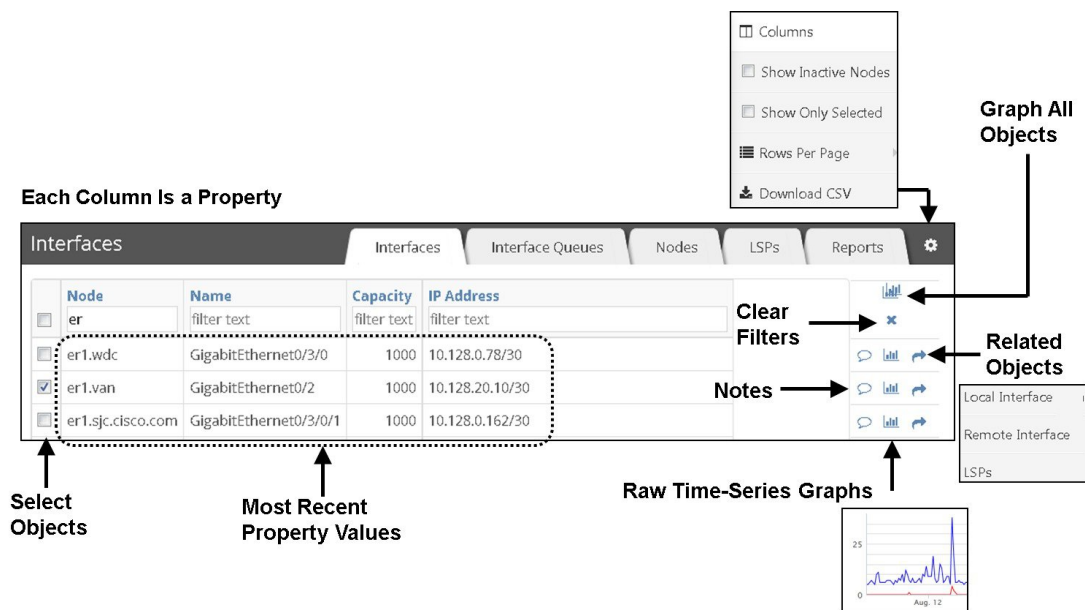 Columns
Show Inactive Nodes
Show Only Selected
Rows Per Page
Download CSV
Graph All
Objects
Each Column Is a Property
Interfaces
Interfaces
Interface Queues
Nodes
LSPs
Reports
Node
Name
Capacity
IP Address
er
filter text
filter text
filter text
Clear
Filters
er1.wdc
GigabitEthernet0/3/0
1000
10.128.0.78/30
Related
Objects
er1.van
GigabitEthernet0/2
1000
10.128.20.10/30
Notes
Local Interface
er1.sjc.cisco.com
GigabitEthernet0/3/0/1
1000
10.128.0.162/30
Remote Interface
LSPs
Select
Objects
Most Recent
Property Values
Raw Time-Series Graphs
25
0
Aug. 12